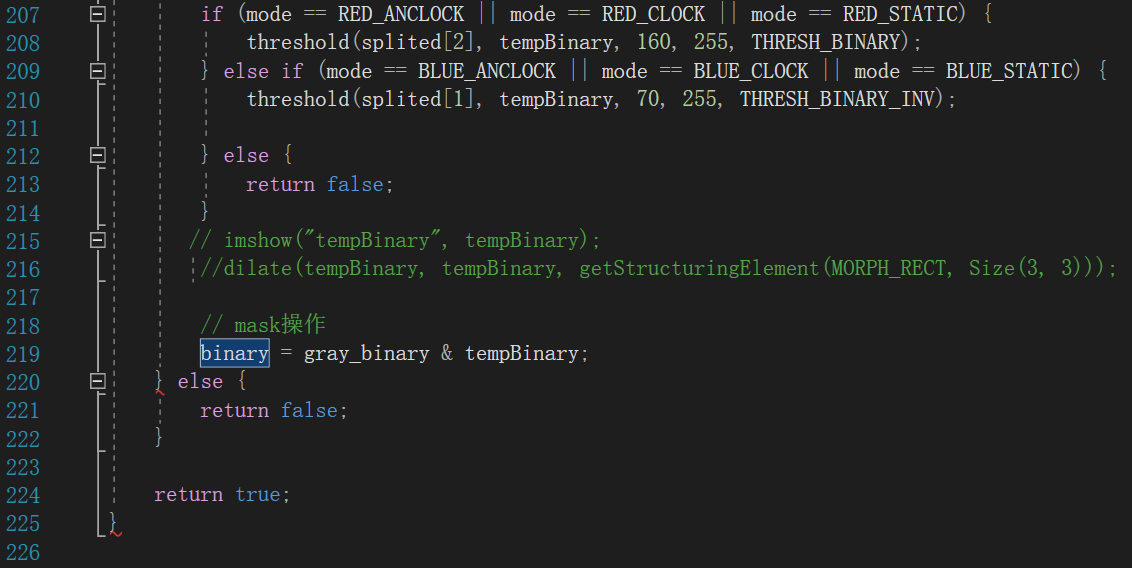 207 if (mode == RED_ANCLOCK || mode == RED_CLOCK || mode == RED_STATIC) {
208 threshold(splited[2], tempBinary, 160, 255, THRESH_BINARY);
209 } else if (mode == BLUE_ANCLOCK || mode == BLUE_CLOCK || mode == BLUE_STATIC) {
210 threshold(splited[1], tempBinary, 70, 255, THRESH_BINARY_INV);
211
212 } else {
213 return false;
214 }
215 // imshow("tempBinary", tempBinary);
216 //dilate(tempBinary, tempBinary, getStructuringElement(MORPH_RECT, Size(3, 3)));
217
218 // mask操作
219 binary = gray_binary & tempBinary;
220 } else {
221 return false;
222 }
223
224 return true;
225 }
226